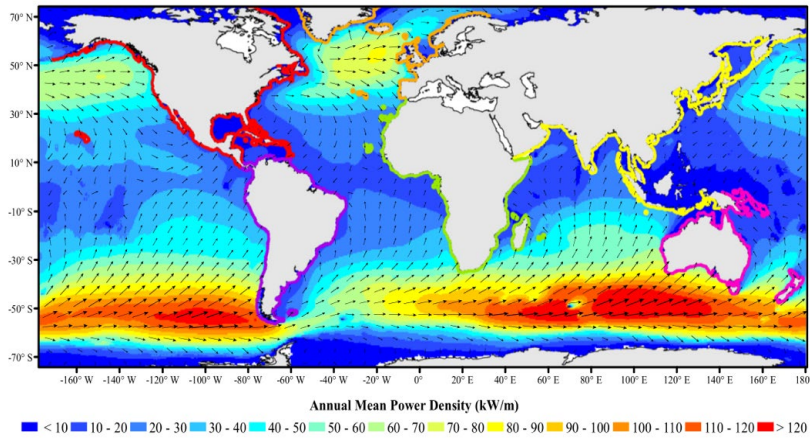 70° N
50° N
30° N
10° N
-10° S
-30° S
-50° S
-70° S
160° W 140° W 120° W 100° W 80° W 60° W 40° W 20° W 0° 20° E 40° E 60° E 80° E 100° E 120° E 140° E 160° E 180
Annual Mean Power Density (kW/m)
< 10 10 - 20 20 - 30 30 - 40 40 - 50 50 - 60 60 - 70 70 - 80 80 - 90 90 - 100 100 - 110 110 - 120 > 120